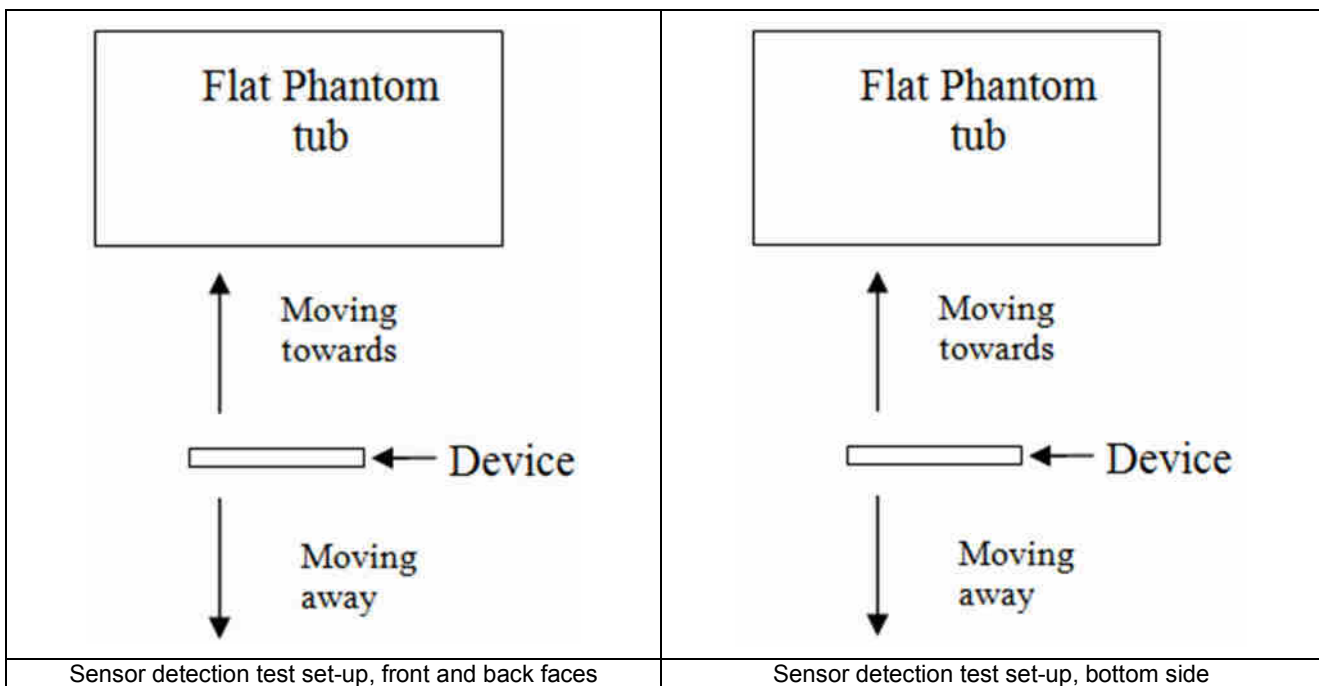 Flat Phantom
tub
Moving
towards
Device
Moving
away
Sensor detection test set-up, front and back faces
Flat Phantom
tub
Moving
towards
Device
Moving
away
Sensor detection test set-up, bottom side